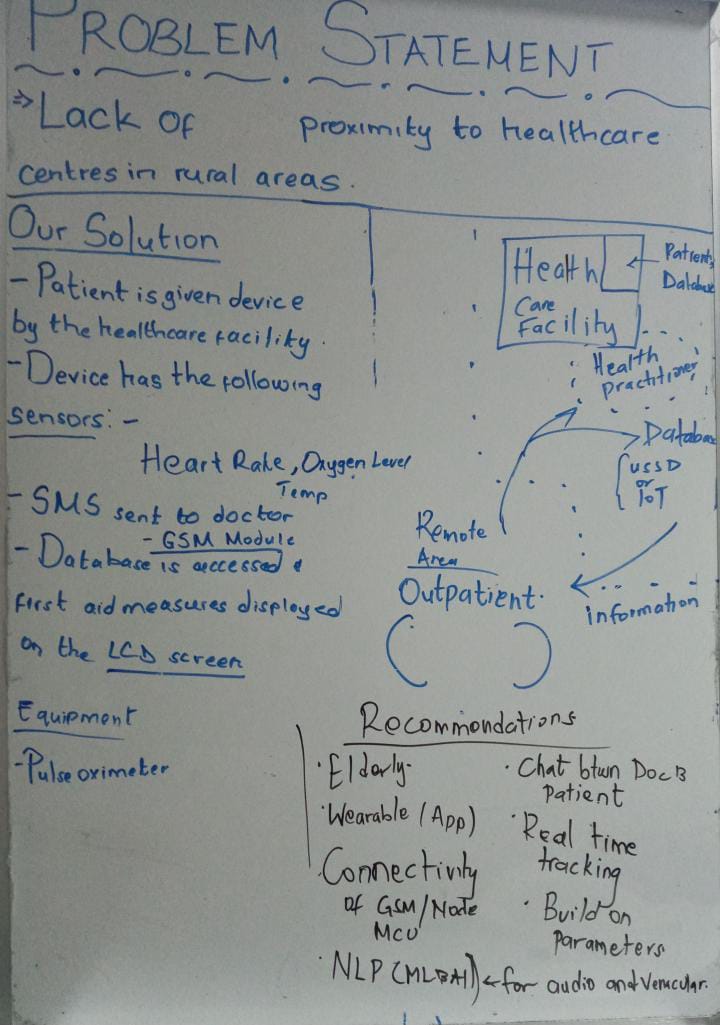 PROBLEM STATEMENT
⇒ Lack of proximity to healthcare
centres in rural areas.
Our Solution
- Patient is given device
by the healthcare facility.
- Device has the following
sensors: -
Heart Rate, Oxygen Level
Temp
- SMS sent to doctor
- GSM Module
- Database is accessed &
first aid measures displayed
on the LCD screen
Equipment
- Pulse oximeter
Health
Care
Facility
← Patients
Database
Health
practitioner
Database
USSD
or
IoT
Remote
Area
Outpatient.
information
Recommondations
· Elderly
· Wearable (App)
Connectivity
of GSM/Node
MCU
· NLP (ML&AI) ← for audio and Venacular.
· Chat btwn Doc &
patient
· Real time
tracking
· Build on
Parameters